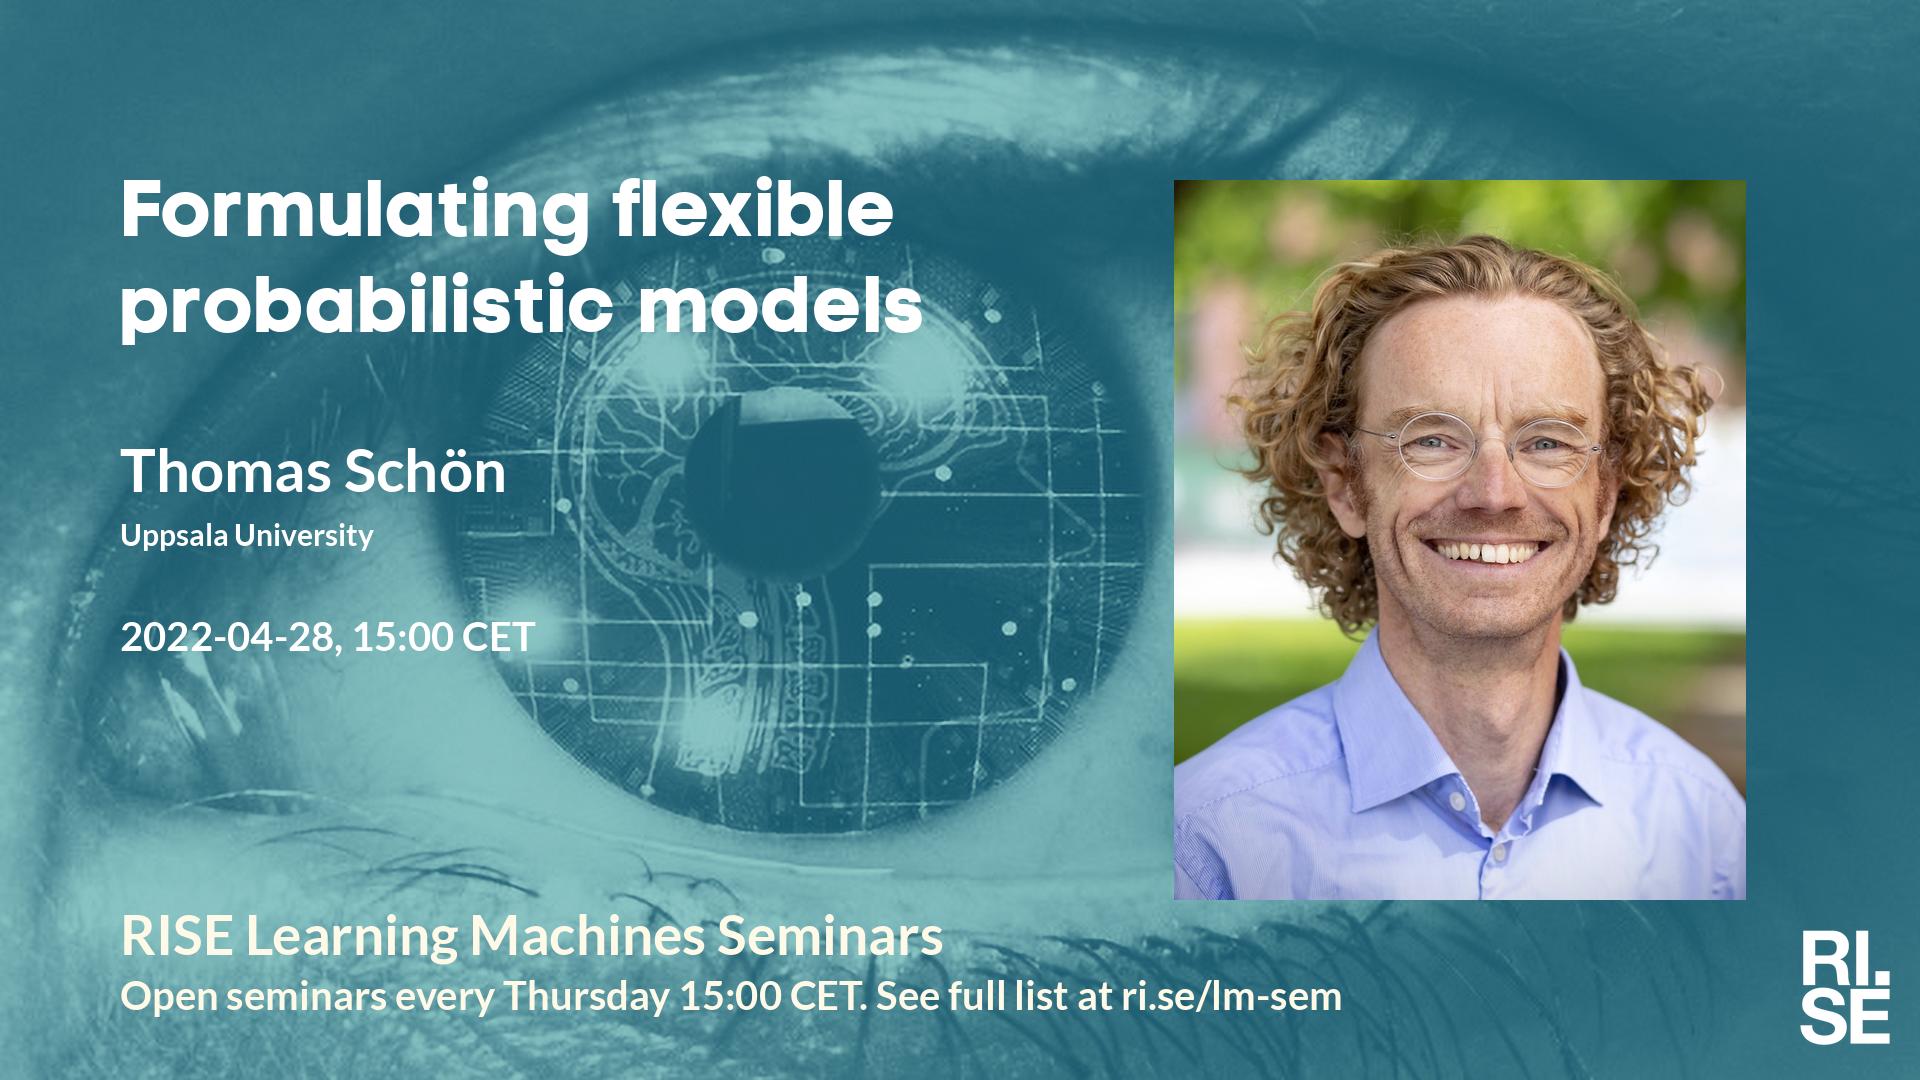 Formulating flexible
probabilistic models
Thomas Schön
Uppsala University
2022-04-28, 15:00 CET
RISE Learning Machines Seminars
Open seminars every Thursday 15:00 CET. See full list at ri.se/lm-sem
RI.
SE